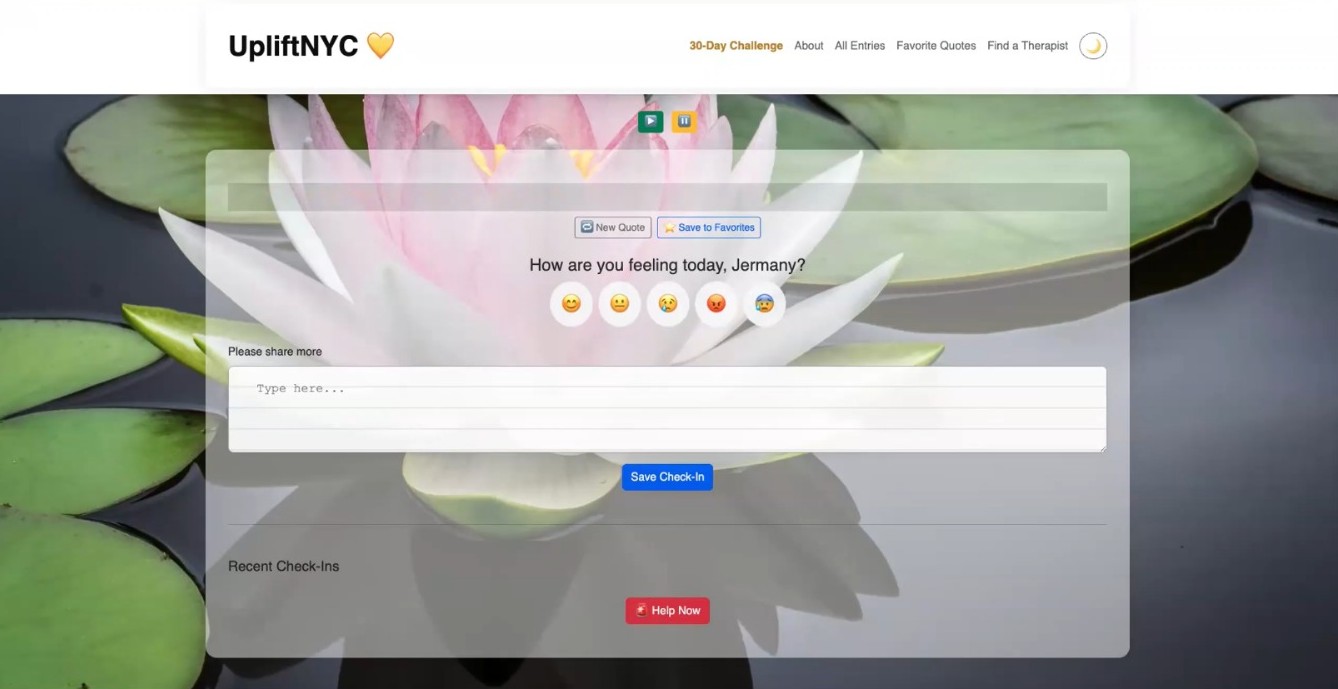 UpliftNYC 💛
30-Day Challenge About All Entries Favorite Quotes Find a Therapist
New Quote Save to Favorites
How are you feeling today, Jermany?
Please share more
Type here...
Save Check-In
Recent Check-Ins
Help Now